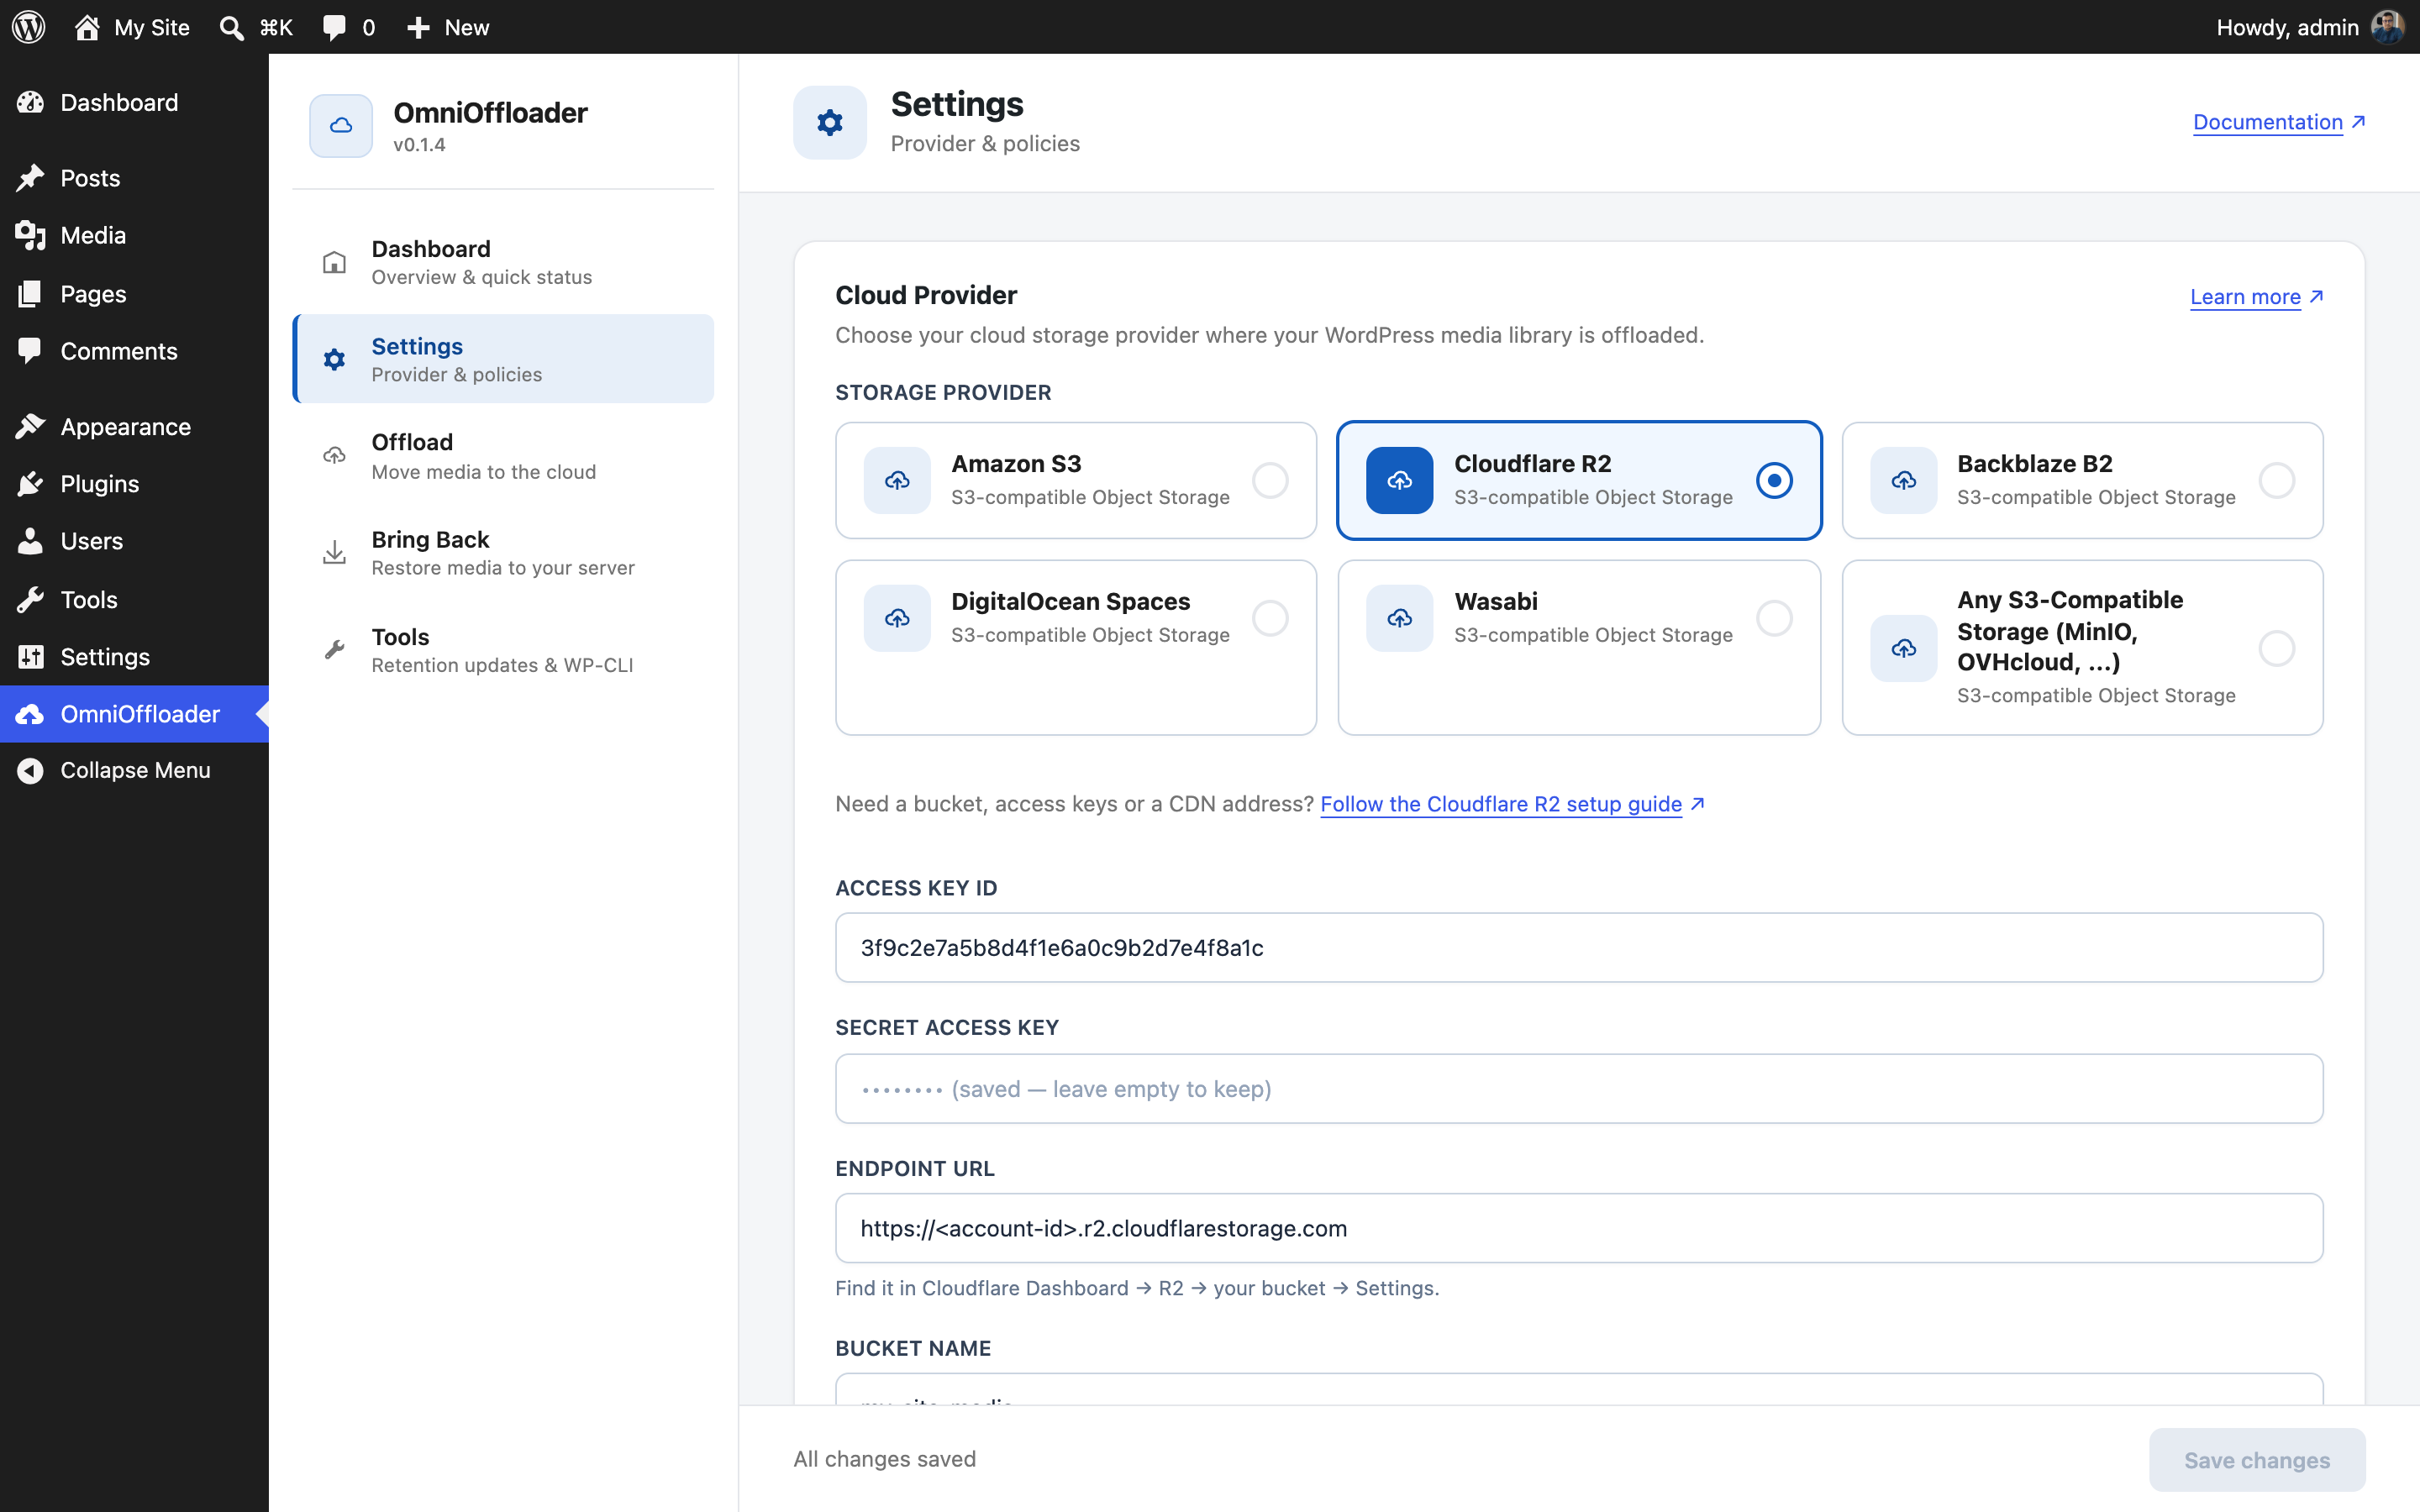 My Site
⌘K
0
New
Howdy, admin
Dashboard
Posts
Media
Pages
Comments
Appearance
Plugins
Users
Tools
Settings
OmniOffloader
Collapse Menu
OmniOffloader
v0.1.4
Dashboard
Overview & quick status
Settings
Provider & policies
Offload
Move media to the cloud
Bring Back
Restore media to your server
Tools
Retention updates & WP-CLI
Settings
Provider & policies
Documentation ↗
Cloud Provider
Learn more ↗
Choose your cloud storage provider where your WordPress media library is offloaded.
STORAGE PROVIDER
Amazon S3
S3-compatible Object Storage
Cloudflare R2
S3-compatible Object Storage
Backblaze B2
S3-compatible Object Storage
DigitalOcean Spaces
S3-compatible Object Storage
Wasabi
S3-compatible Object Storage
Any S3-Compatible
Storage (MinIO,
OVHcloud, ...)
S3-compatible Object Storage
Need a bucket, access keys or a CDN address? Follow the Cloudflare R2 setup guide ↗
ACCESS KEY ID
3f9c2e7a5b8d4f1e6a0c9b2d7e4f8a1c
SECRET ACCESS KEY
•••••••• (saved — leave empty to keep)
ENDPOINT URL
https://<account-id>.r2.cloudflarestorage.com
Find it in Cloudflare Dashboard → R2 → your bucket → Settings.
BUCKET NAME
All changes saved
Save changes